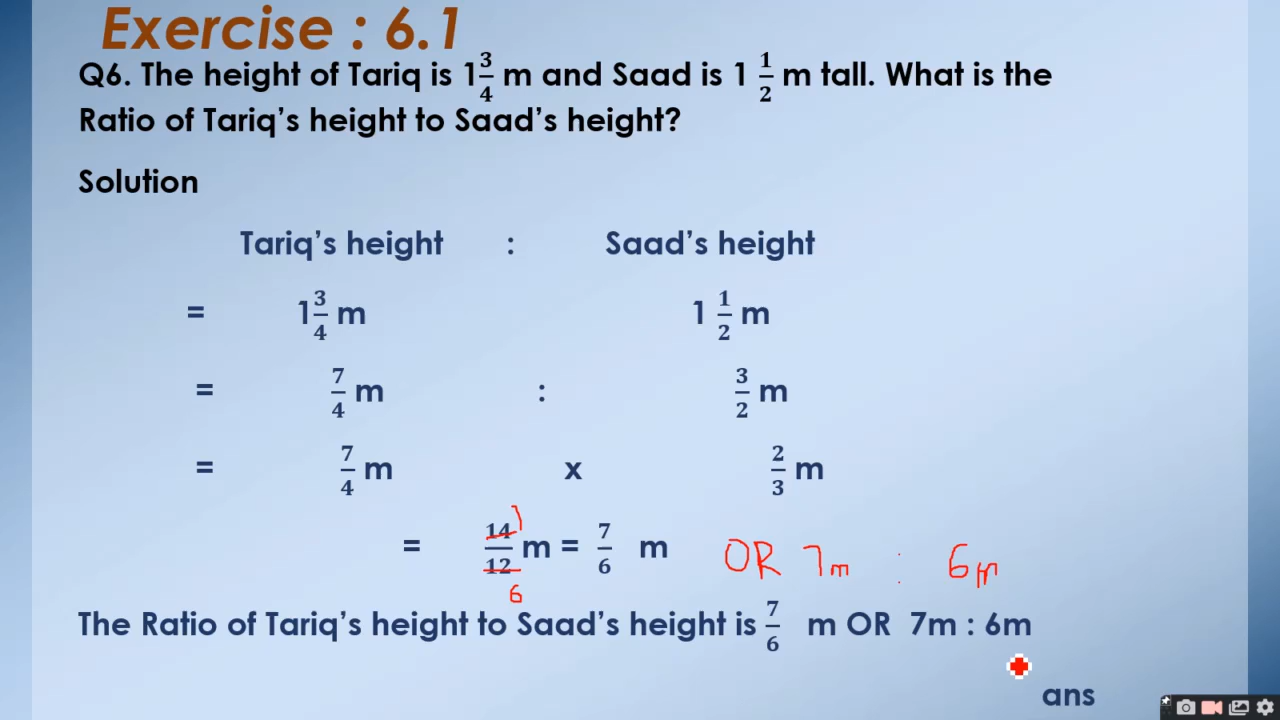 Exercise : 6.1
Q6. The height of Tariq is 1 3/4 m and Saad is 1 1/2 m tall. What is the
Ratio of Tariq's height to Saad's height?
Solution
Tariq's height : Saad's height
= 1 3/4 m 1 1/2 m
= 7/4 m : 3/2 m
= 7/4 m x 2/3 m
7
= 14/12 m = 7/6 m OR 7m : 6m
6
The Ratio of Tariq's height to Saad's height is 7/6 m OR 7m : 6m
ans